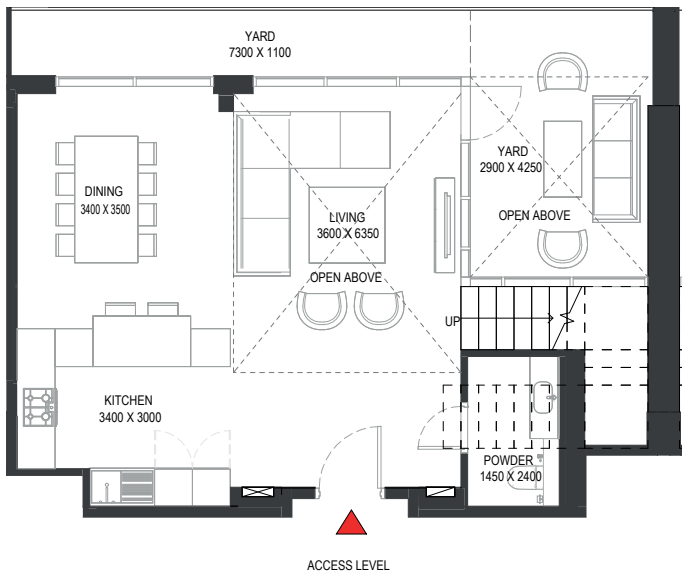 YARD
7300 X 1100
YARD
2900 X 4250
OPEN ABOVE
DINING
3400 X 3500
LIVING
3600 X 6350
OPEN ABOVE
UP
KITCHEN
3400 X 3000
POWDER
1450 X 2400
ACCESS LEVEL